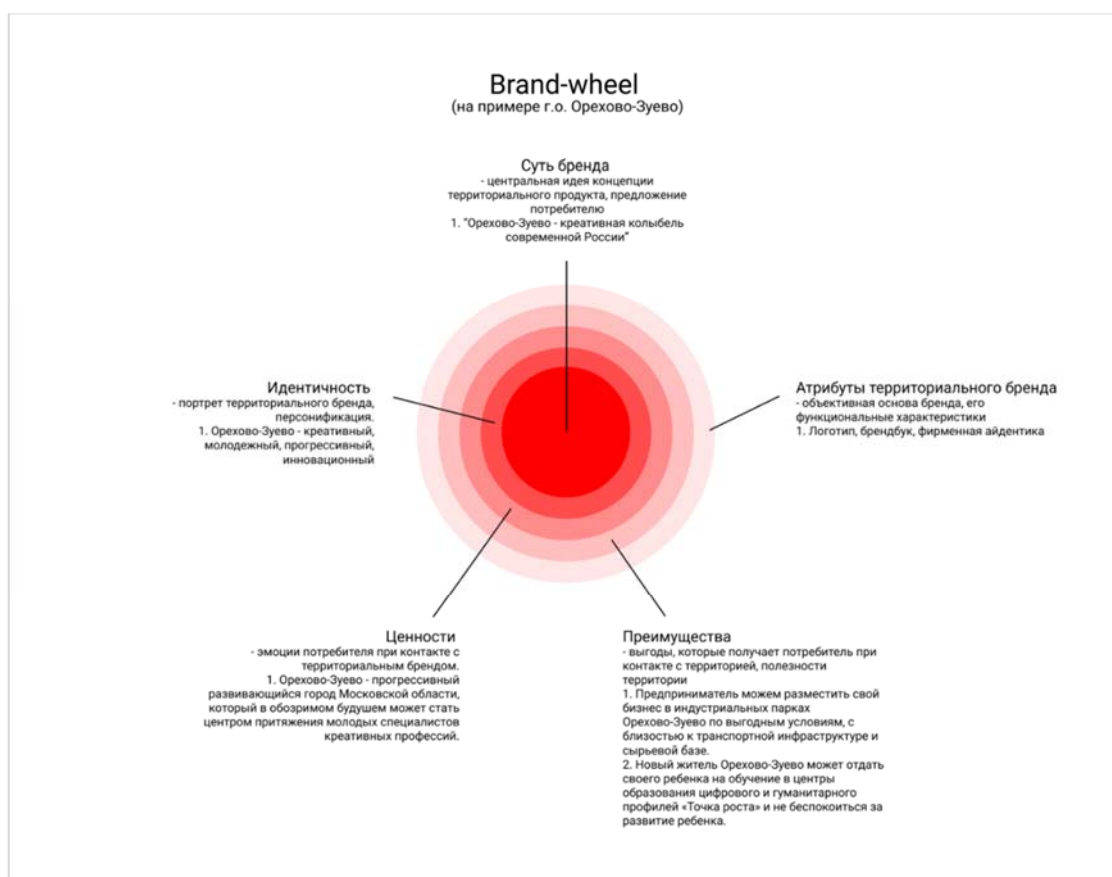 Brand-wheel
(на примере г.о. Орехово-Зуево)
Суть бренда
- центральная идея концепции
территориального продукта, предложение
потребителю
1. "Орехово-Зуево - креативная колыбель
современной России"
Идентичность
- портрет территориального бренда,
персонификация.
1. Орехово-Зуево - креативный,
молодежный, прогрессивный,
инновационный
Атрибуты территориального бренда
- объективная основа бренда, его
функциональные характеристики
1. Логотип, брендбук, фирменная айдентика
Ценности
- эмоции потребителя при контакте с
территориальным брендом.
1. Орехово-Зуево - прогрессивный
развивающийся город Московской области,
который в обозримом будушем может стать
центром притяжения молодых специалистов
креативных профессий.
Преимущества
- выгоды, которые получает потребитель при
контакте с территорией, полезности
территории
1. Предприниматель можем разместить свой
бизнес в индустриальных парках
Орехово-Зуево по выгодным условиям, с
близостью к транспортной инфраструктуре и
сырьевой базе.
2. Новый житель Орехово-Зуево может отдать
своего ребенка на обучение в центры
образования цифрового и гуманитарного
профилей «Точка роста» и не беспокоиться за
развитие ребенка.